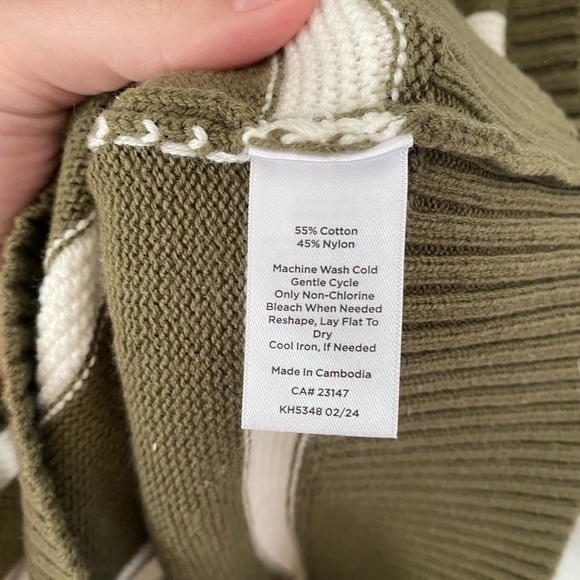 55% Cotton
45% Nylon
Machine Wash Cold
Gentle Cycle
Only Non-Chlorine
Bleach When Needed
Reshape, Lay Flat To
Dry
Cool Iron, If Needed
Made In Cambodia
CA# 23147
KH5348 02/24